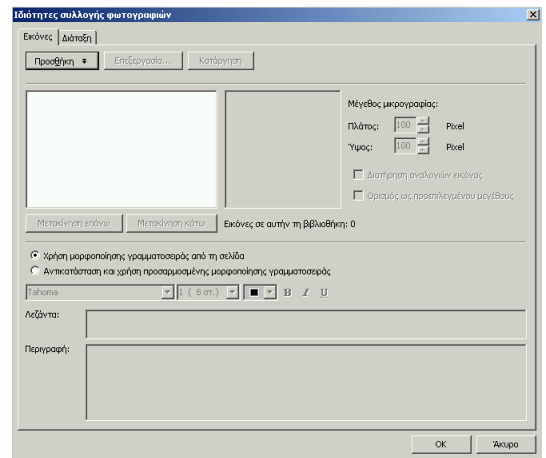 Ιδιότητες συλλογής φωτογραφιών
Εικόνες Διάταξη
Προσθήκη Επεξεργασία... Κατάργηση
Μέγεθος μικρογραφίας:
Πλάτος: 100 Pixel
Ύψος: 100 Pixel
Διατήρηση αναλογιών εικόνας
Ορισμός ως προεπιλεγμένου μεγέθους
Μετακίνηση επάνω Μετακίνηση κάτω Εικόνες σε αυτήν τη βιβλιοθήκη: 0
Χρήση μορφοποίησης γραμματοσειράς από τη σελίδα
Αντικατάσταση και χρήση προσαρμοσμένης μορφοποίησης γραμματοσειράς
Tahoma 1 ( 8 στ.) B I U
Λεζάντα:
Περιγραφή:
OK Άκυρο